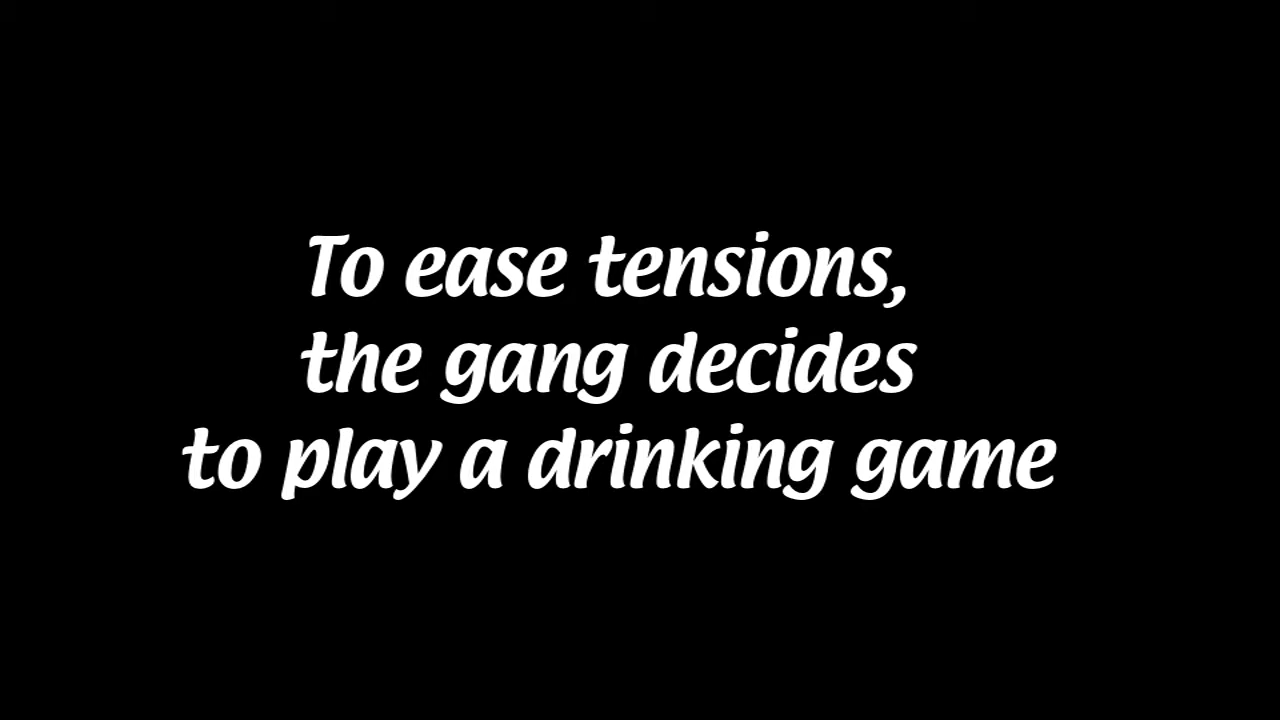 To ease tensions,
the gang decides
to play a drinking game